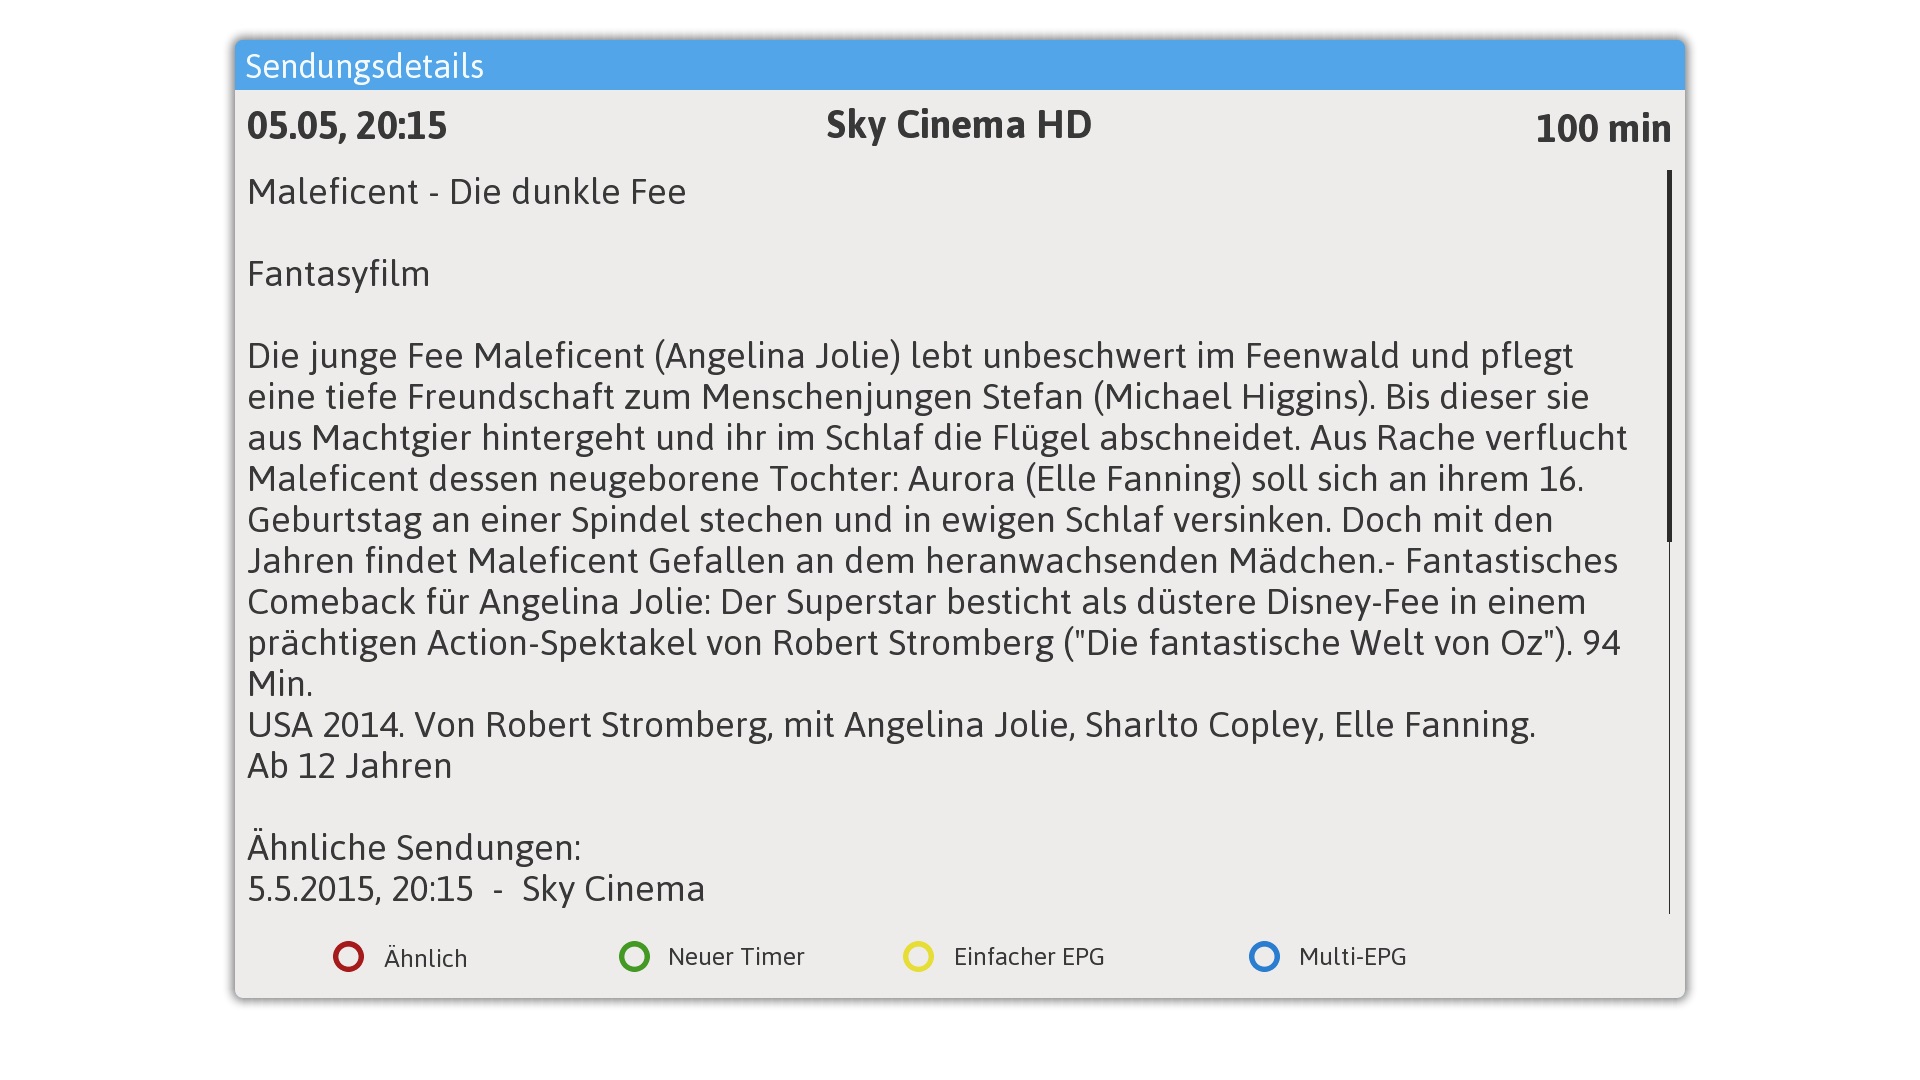 Sendungsdetails
05.05, 20:15 Sky Cinema HD 100 min
Maleficent - Die dunkle Fee
Fantasyfilm
Die junge Fee Maleficent (Angelina Jolie) lebt unbeschwert im Feenwald und pflegt
eine tiefe Freundschaft zum Menschenjungen Stefan (Michael Higgins). Bis dieser sie
aus Machtgier hintergeht und ihr im Schlaf die Flügel abschneidet. Aus Rache verflucht
Maleficent dessen neugeborene Tochter: Aurora (Elle Fanning) soll sich an ihrem 16.
Geburtstag an einer Spindel stechen und in ewigen Schlaf versinken. Doch mit den
Jahren findet Maleficent Gefallen an dem heranwachsenden Mädchen.- Fantastisches
Comeback für Angelina Jolie: Der Superstar besticht als düstere Disney-Fee in einem
prächtigen Action-Spektakel von Robert Stromberg ("Die fantastische Welt von Oz"). 94
Min.
USA 2014. Von Robert Stromberg, mit Angelina Jolie, Sharlto Copley, Elle Fanning.
Ab 12 Jahren
Ähnliche Sendungen:
5.5.2015, 20:15  -  Sky Cinema
Ähnlich Neuer Timer Einfacher EPG Multi-EPG